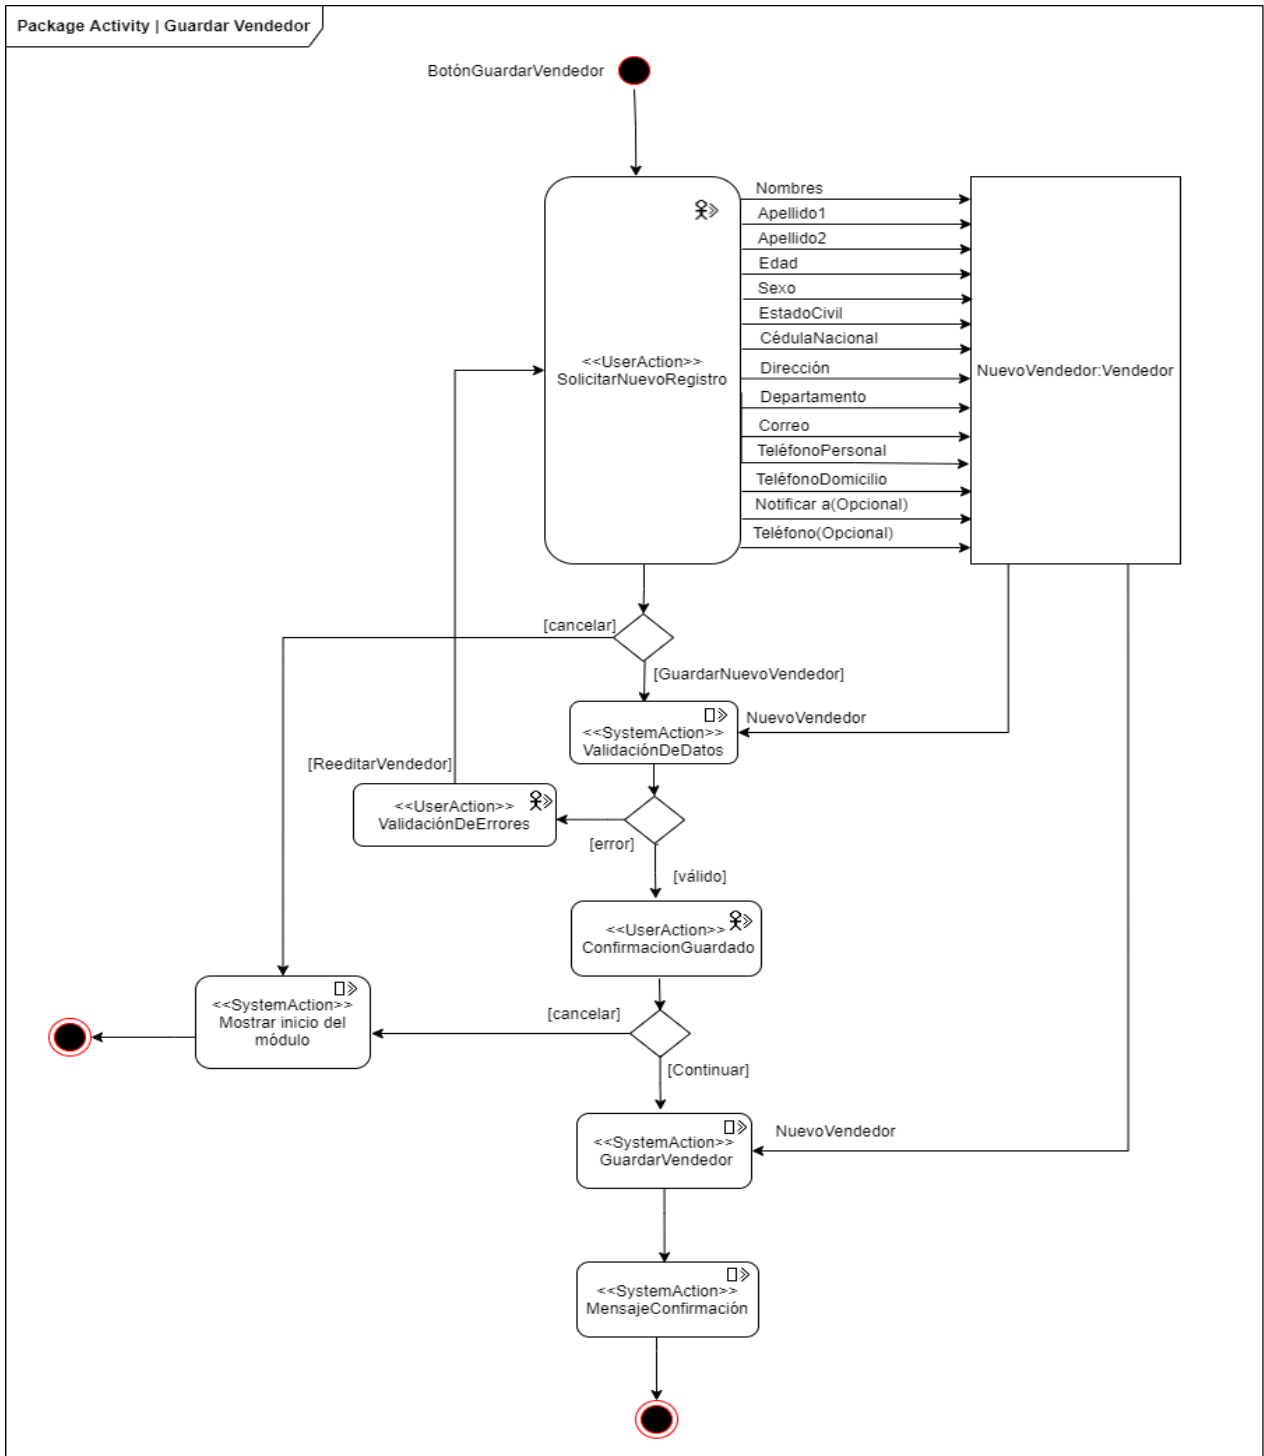 Package Activity | Guardar Vendedor
BotónGuardarVendedor
Nombres
Apellido1
Apellido2
Edad
Sexo
EstadoCivil
CédulaNacional
<<UserAction>>
SolicitarNuevoRegistro
Dirección
NuevoVendedor:Vendedor
Departamento
Correo
TeléfonoPersonal
TeléfonoDomicilio
Notificar a(Opcional)
Teléfono(Opcional)
[cancelar]
[GuardarNuevoVendedor]
NuevoVendedor
<<SystemAction>>
ValidaciónDeDatos
[ReeditarVendedor]
<<UserAction>>
ValidaciónDeErrores
[error]
[válido]
<<UserAction>>
ConfirmacionGuardado
<<SystemAction>>
Mostrar inicio del
módulo
[cancelar]
[Continuar]
NuevoVendedor
<<SystemAction>>
GuardarVendedor
<<SystemAction>>
MensajeConfirmación